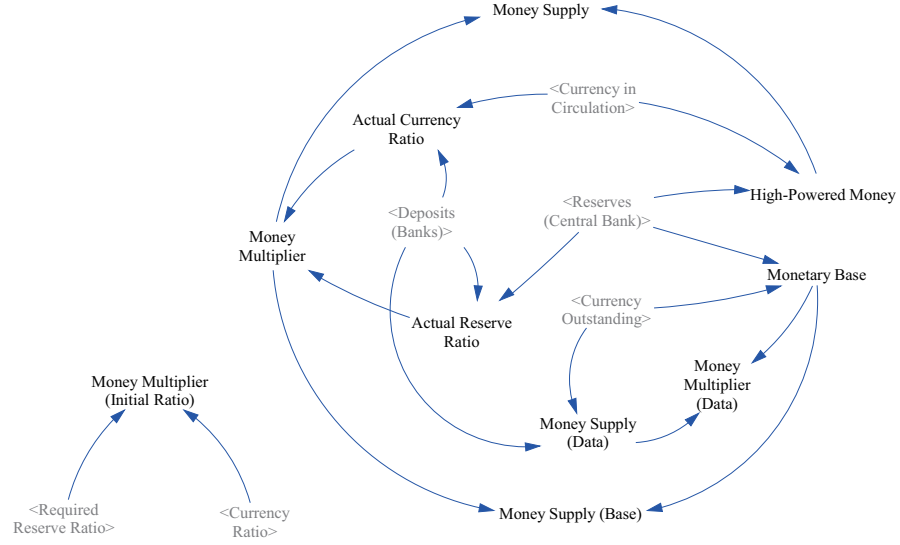 Money Supply
<Currency in
Circulation>
Actual Currency
Ratio
High-Powered Money
<Deposits
(Banks)>
<Reserves
(Central Bank)>
Money
Multiplier
Monetary Base
<Currency
Outstanding>
Actual Reserve
Ratio
Money
Multiplier
(Data)
Money Multiplier
(Initial Ratio)
Money Supply
(Data)
<Required
Reserve Ratio>
<Currency
Ratio>
Money Supply (Base)